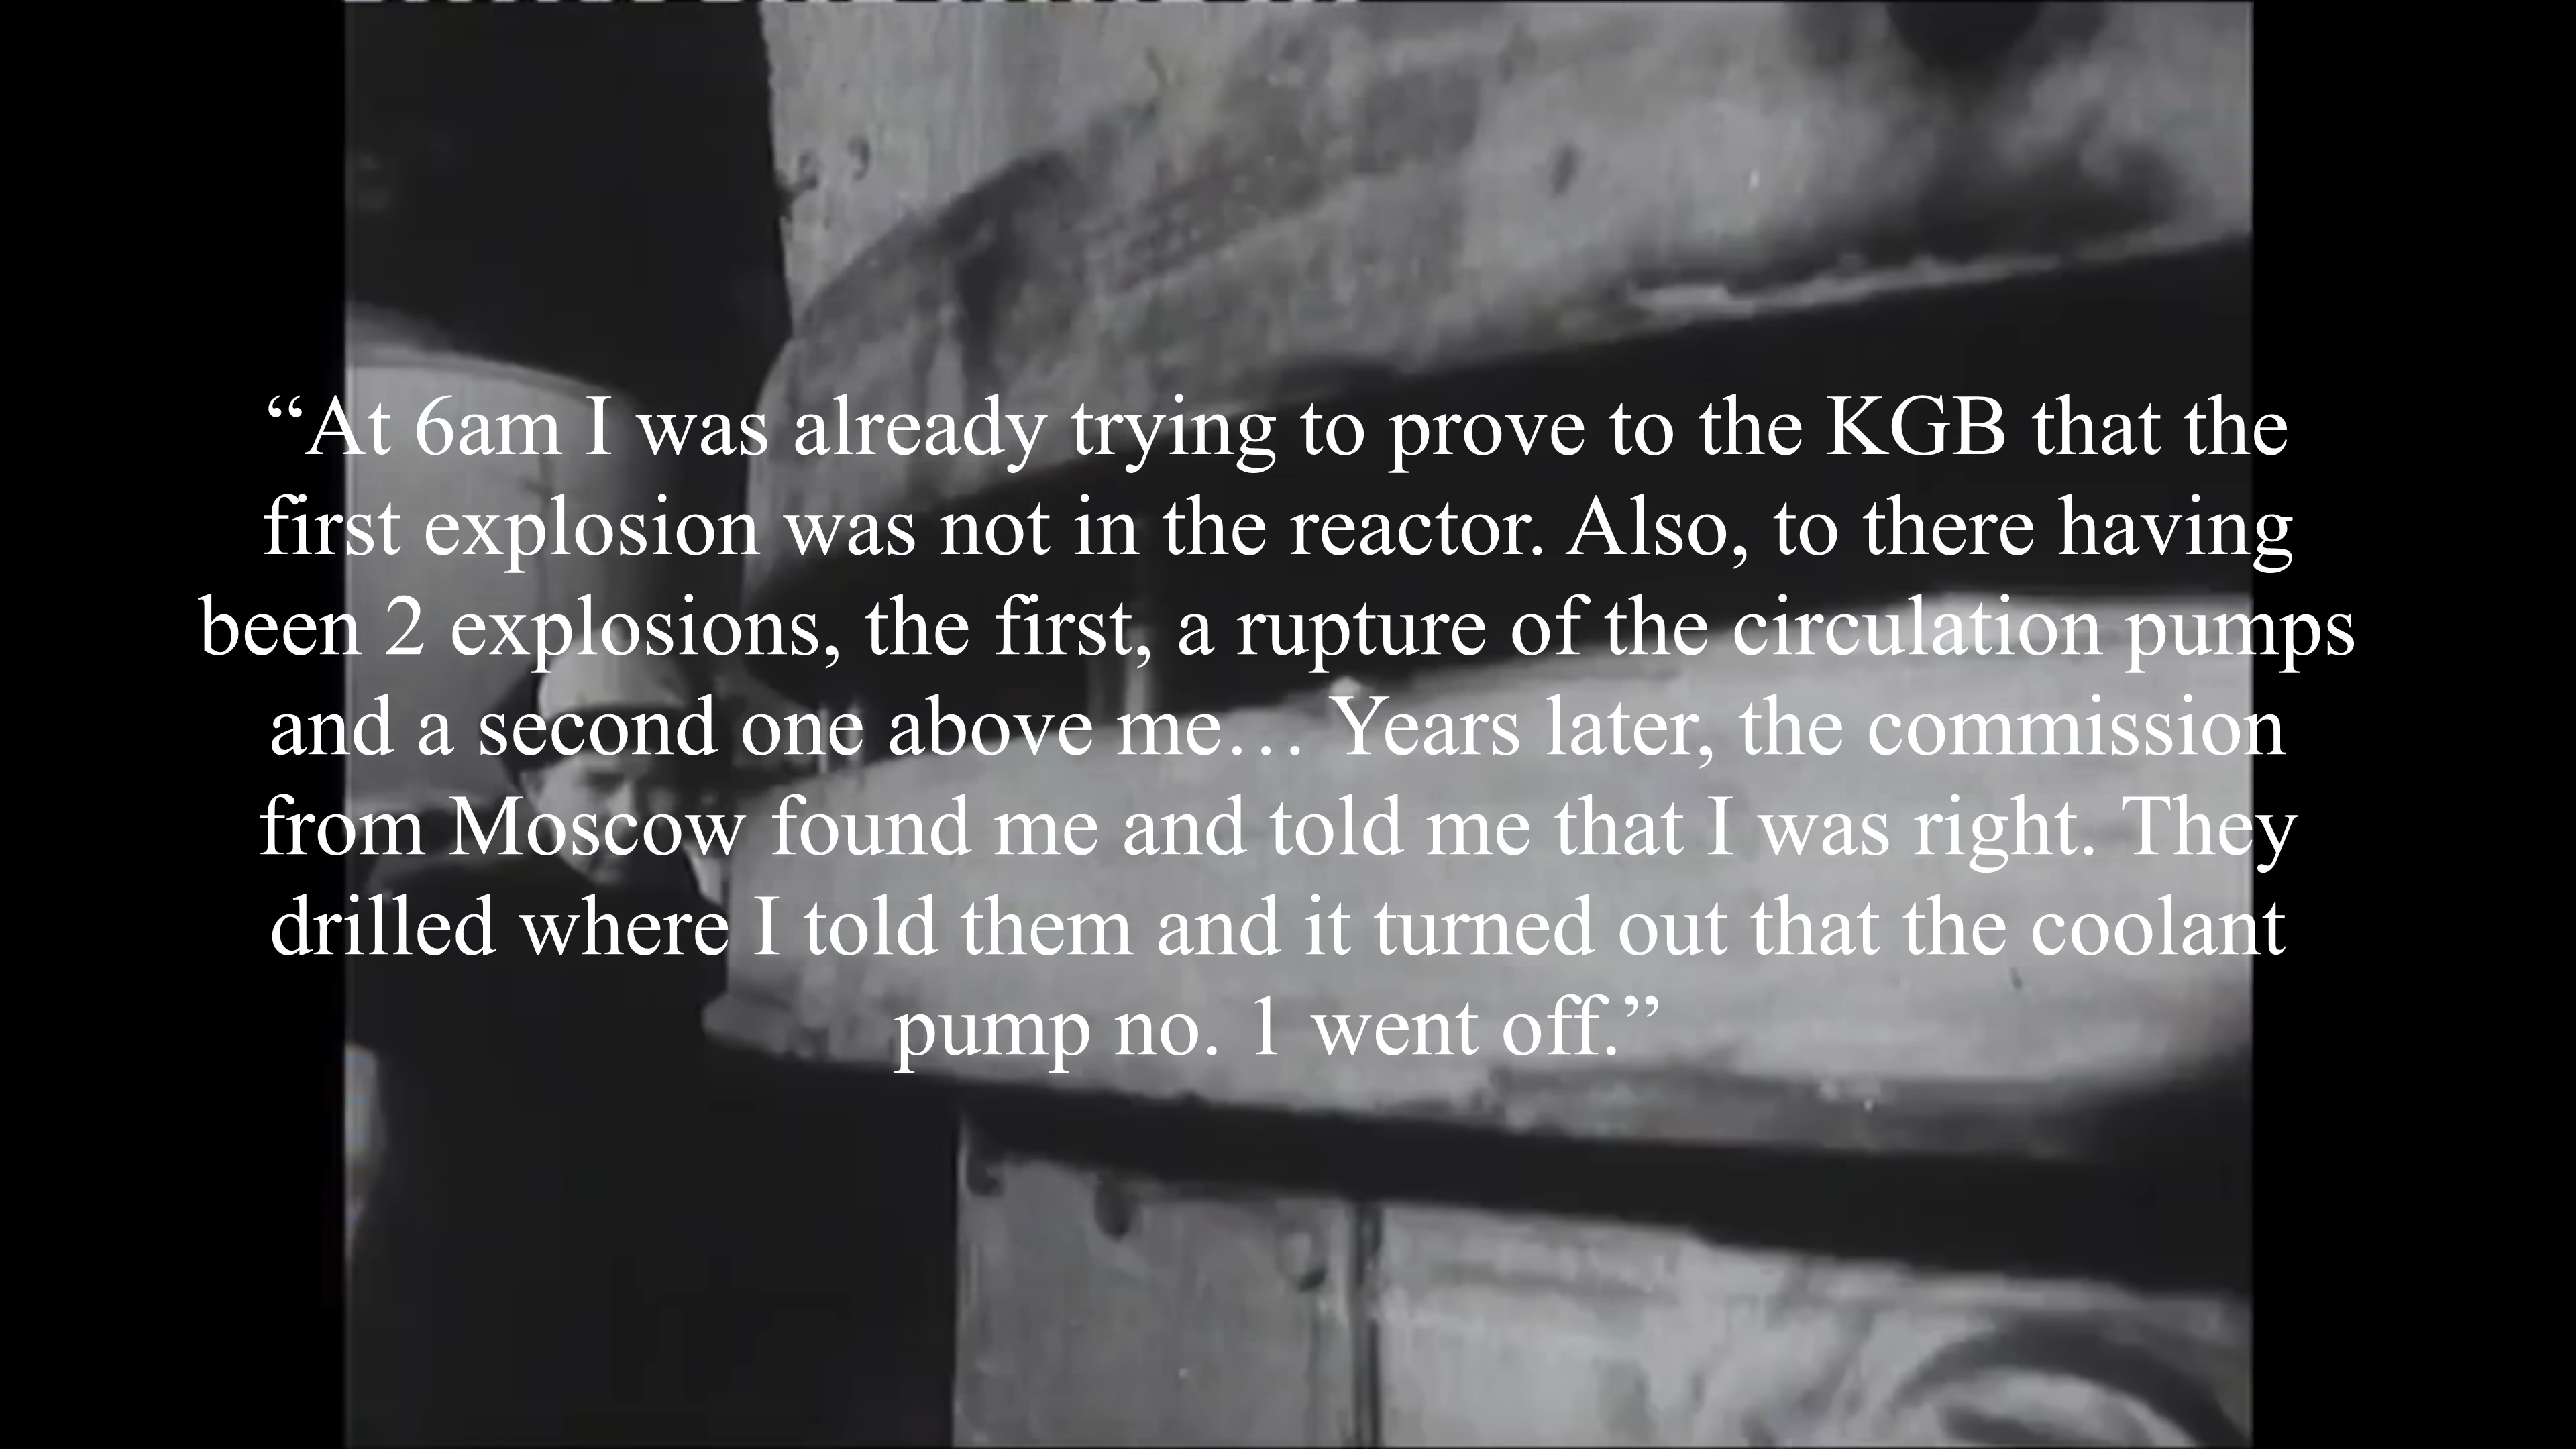 “At 6am I was already trying to prove to the KGB that the
first explosion was not in the reactor. Also, to there having
been 2 explosions, the first, a rupture of the circulation pumps
and a second one above me… Years later, the commission
from Moscow found me and told me that I was right. They
drilled where I told them and it turned out that the coolant
pump no. 1 went off.”